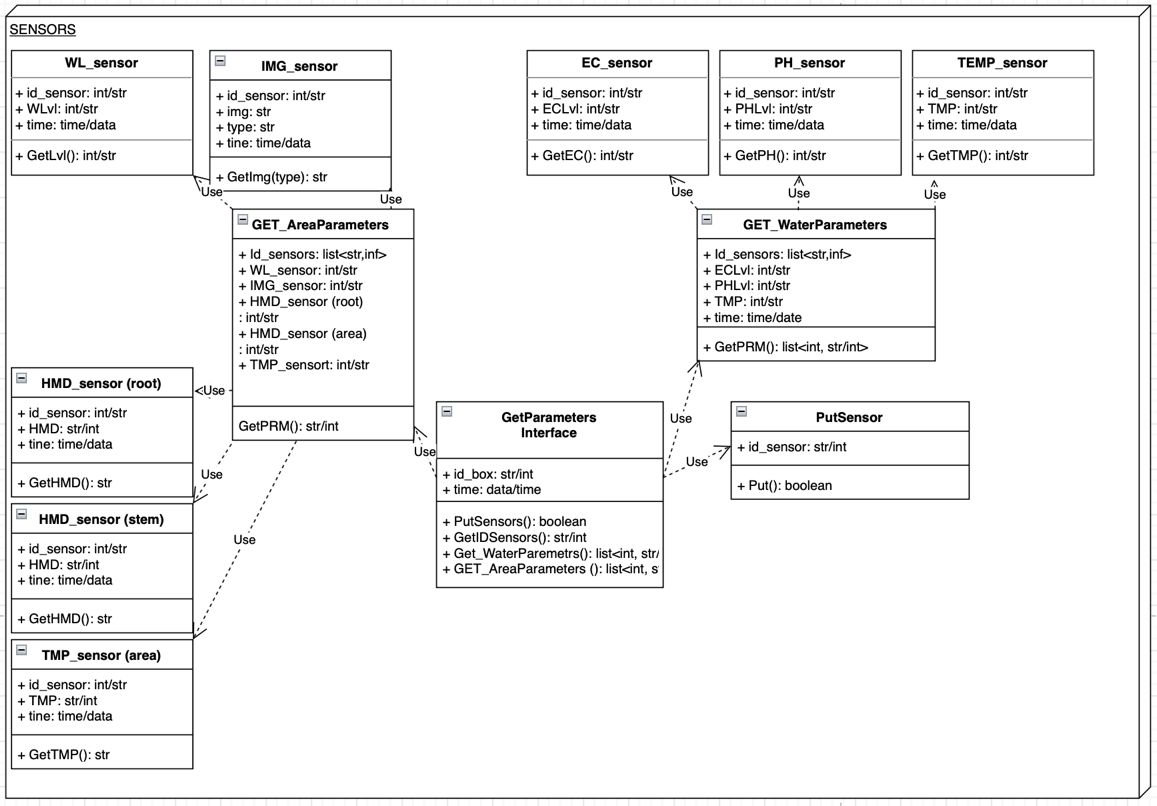 SENSORS
WL_sensor
+ id_sensor: int/str
+ WLvl: int/str
+ time: time/data
+ GetLvl(): int/str
IMG_sensor
+ id_sensor: int/str
+ img: str
+ type: str
+ tine: time/data
+ GetImg(type): str
EC_sensor
+ id_sensor: int/str
+ ECLvl: int/str
+ time: time/data
+ GetEC(): int/str
PH_sensor
+ id_sensor: int/str
+ PHLvl: int/str
+ time: time/data
+ GetPH(): int/str
TEMP_sensor
+ id_sensor: int/str
+ TMP: int/str
+ time: time/data
+ GetTMP(): int/str
Use
Use
Use
Use
Use
GET_AreaParameters
+ Id_sensors: list<str,inf>
+ WL_sensor: int/str
+ IMG_sensor: int/str
+ HMD_sensor (root)
: int/str
+ HMD_sensor (area)
: int/str
+ TMP_sensort: int/str
GetPRM(): str/int
GET_WaterParameters
+ Id_sensors: list<str,inf>
+ ECLvl: int/str
+ PHLvl: int/str
+ TMP: int/str
+ time: time/date
+ GetPRM(): list<int, str/int>
HMD_sensor (root)
+ id_sensor: int/str
+ HMD: str/int
+ tine: time/data
+ GetHMD(): str
Use
Use
Use
Use
Use
Use
GetParameters
Interface
+ id_box: str/int
+ time: data/time
+ PutSensors(): boolean
+ GetIDSensors(): str/int
+ Get_WaterParemetrs(): list<int, str/
+ GET_AreaParameters (): list<int, s
PutSensor
+ id_sensor: str/int
+ Put(): boolean
HMD_sensor (stem)
+ id_sensor: int/str
+ HMD: str/int
+ tine: time/data
+ GetHMD(): str
TMP_sensor (area)
+ id_sensor: int/str
+ TMP: str/int
+ tine: time/data
+ GetTMP(): str